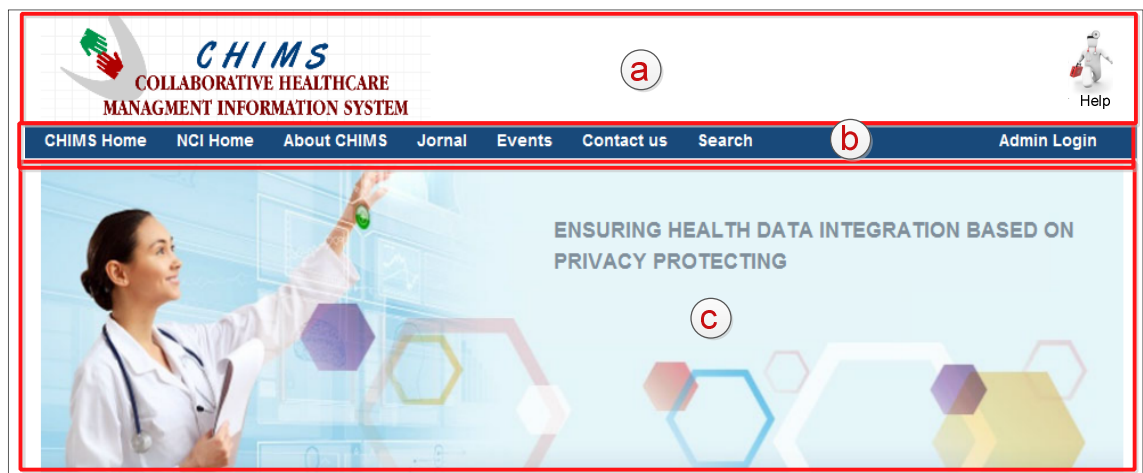 CHIMS
COLLABORATIVE HEALTHCARE
MANAGMENT INFORMATION SYSTEM
a
Help
CHIMS Home NCI Home About CHIMS Jornal Events Contact us Search b Admin Login
ENSURING HEALTH DATA INTEGRATION BASED ON
PRIVACY PROTECTING
c